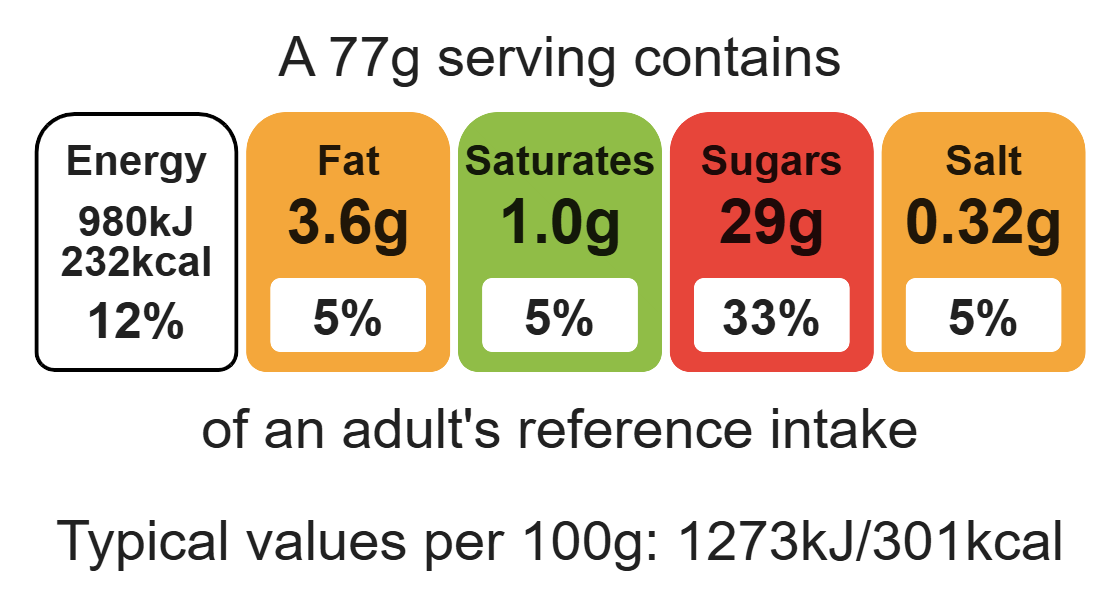 A 77g serving contains
Energy
980kJ
232kcal
12%
Fat
3.6g
5%
Saturates
1.0g
5%
Sugars
29g
33%
Salt
0.32g
5%
of an adult's reference intake
Typical values per 100g: 1273kJ/301kcal